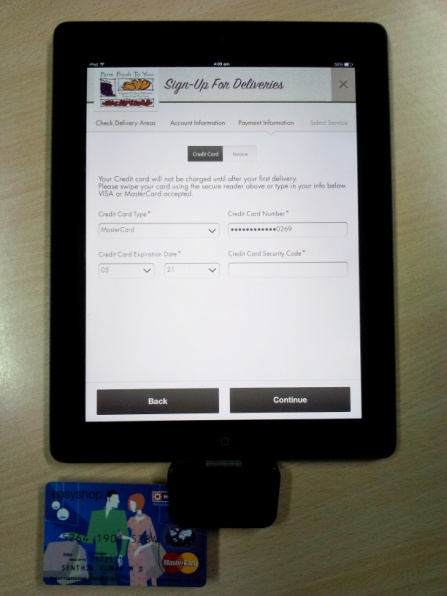 iPad
4:09 am
50%
Farm Fresh To You
Sign-Up For Deliveries
Check Delivery Areas Account Information Payment Information Select Service
Credit Card Invoice
Your Credit card will not be charged until after your first delivery.
Please swipe your card using the secure reader above or type in your info below.
VISA or MasterCard accepted.
Credit Card Type* Credit Card Number*
MasterCard ••••••••••••0269
Credit Card Expiration Date* Credit Card Security Code*
05 21
Back Continue
easyshop
MasterCard